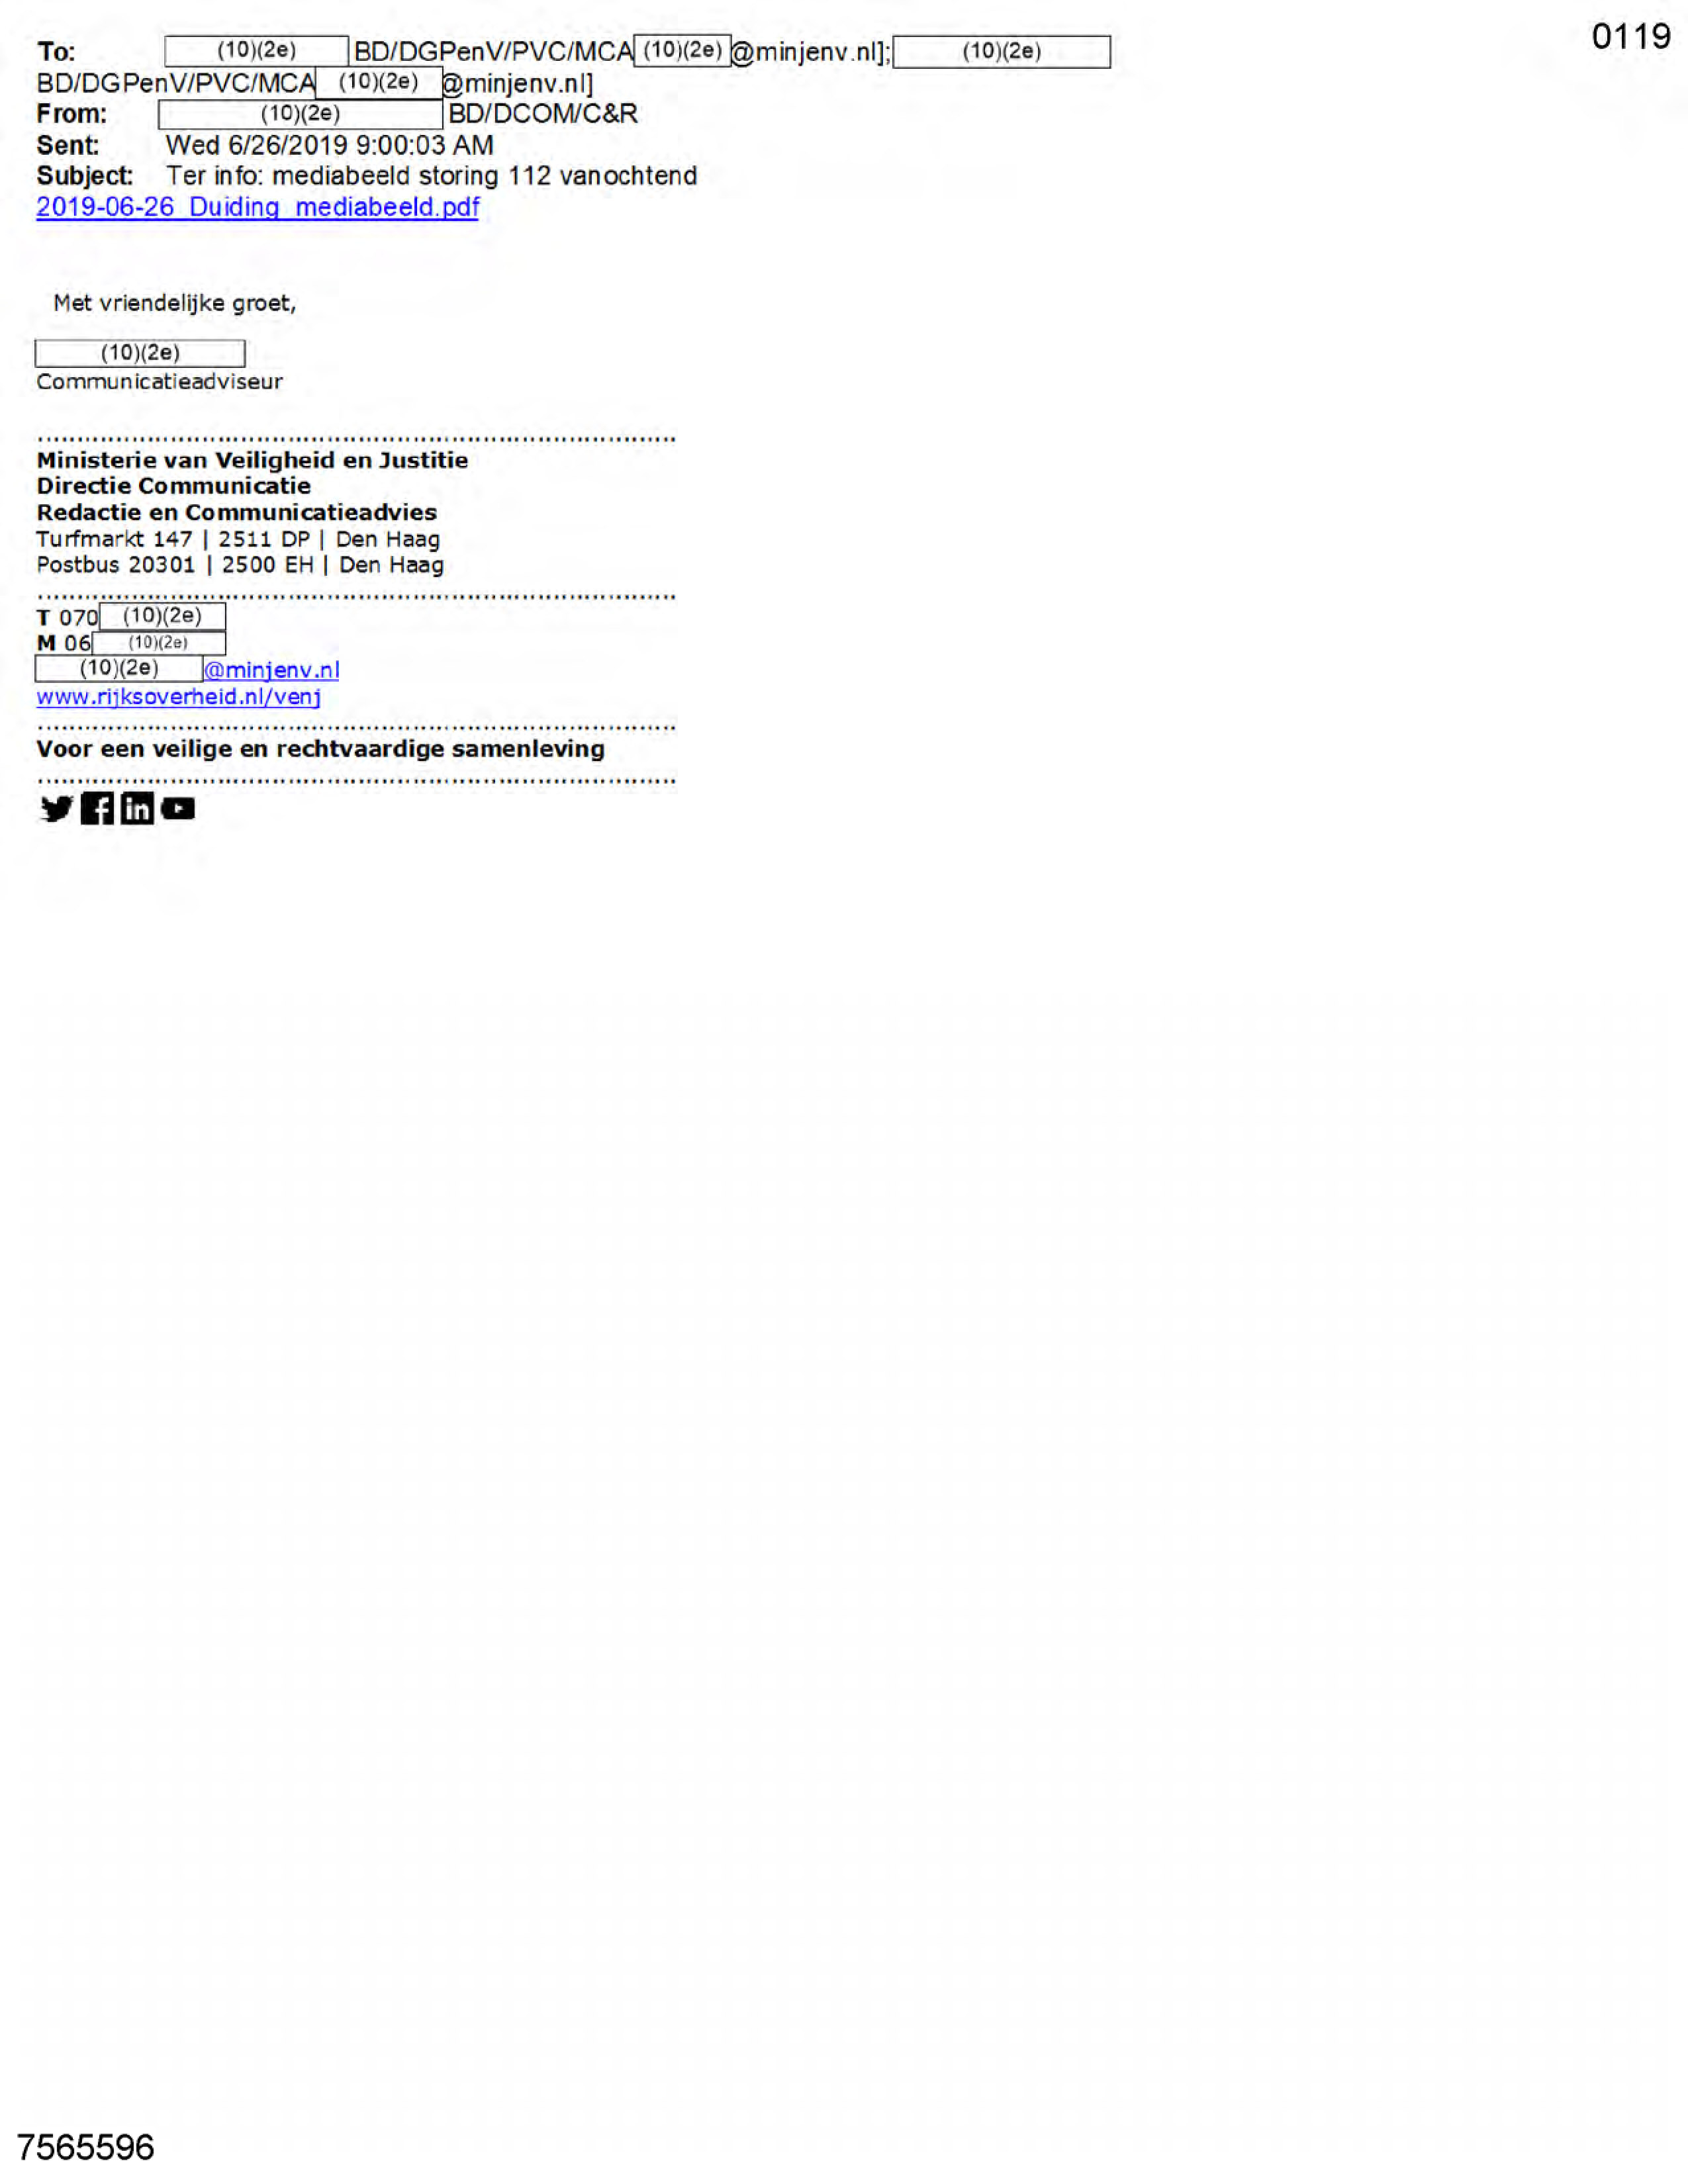 0119
To: (10)(2e) BD/DGPenV/PVC/MCA (10)(2e) @minjenv.nl]; (10)(2e)
BD/DGPenV/PVC/MCA (10)(2e) @minjenv.nl]
From: (10)(2e) BD/DCOM/C&R
Sent: Wed 6/26/2019 9:00:03 AM
Subject: Ter info: mediabeeld storing 112 vanochtend
2019-06-26 Duiding mediabeeld.pdf
Met vriendelijke groet,
(10)(2e)
Communicatieadviseur
Ministerie van Veiligheid en Justitie
Directie Communicatie
Redactie en Communicatieadvies
Turfmarkt 147 | 2511 DP | Den Haag
Postbus 20301 | 2500 EH | Den Haag
T 070 (10)(2e)
M 06 (10)(2e)
(10)(2e) @minjenv.nl
www.rijksoverheid.nl/venj
Voor een veilige en rechtvaardige samenleving
7565596